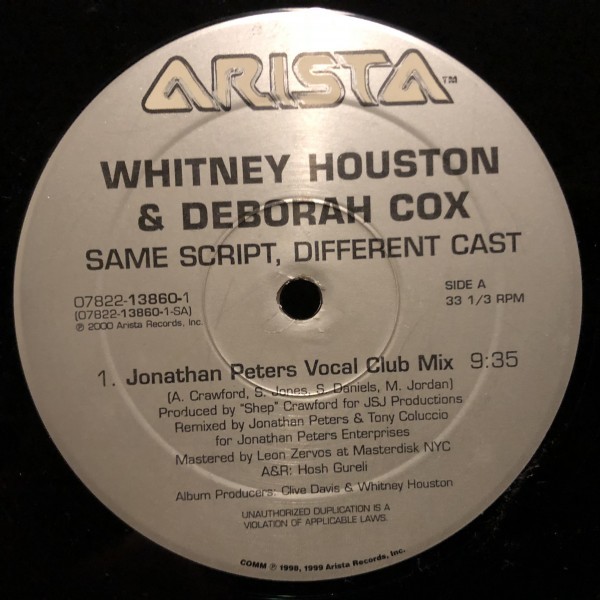 ARISTA™
WHITNEY HOUSTON
& DEBORAH COX
SAME SCRIPT, DIFFERENT CAST
07822-13860-1
(07822-13860-1-SA)
℗ 2000 Arista Records, Inc.
SIDE A
33 1/3 RPM
1. Jonathan Peters Vocal Club Mix 9:35
(A. Crawford, S. Jones, S. Daniels, M. Jordan)
Produced by "Shep" Crawford for JSJ Productions
Remixed by Jonathan Peters & Tony Coluccio
for Jonathan Peters Enterprises
Mastered by Leon Zervos at Masterdisk NYC
A&R: Hosh Gureli
Album Producers: Clive Davis & Whitney Houston
UNAUTHORIZED DUPLICATION IS A
VIOLATION OF APPLICABLE LAWS.
COMM ℗ 1998, 1999 Arista Records, Inc.